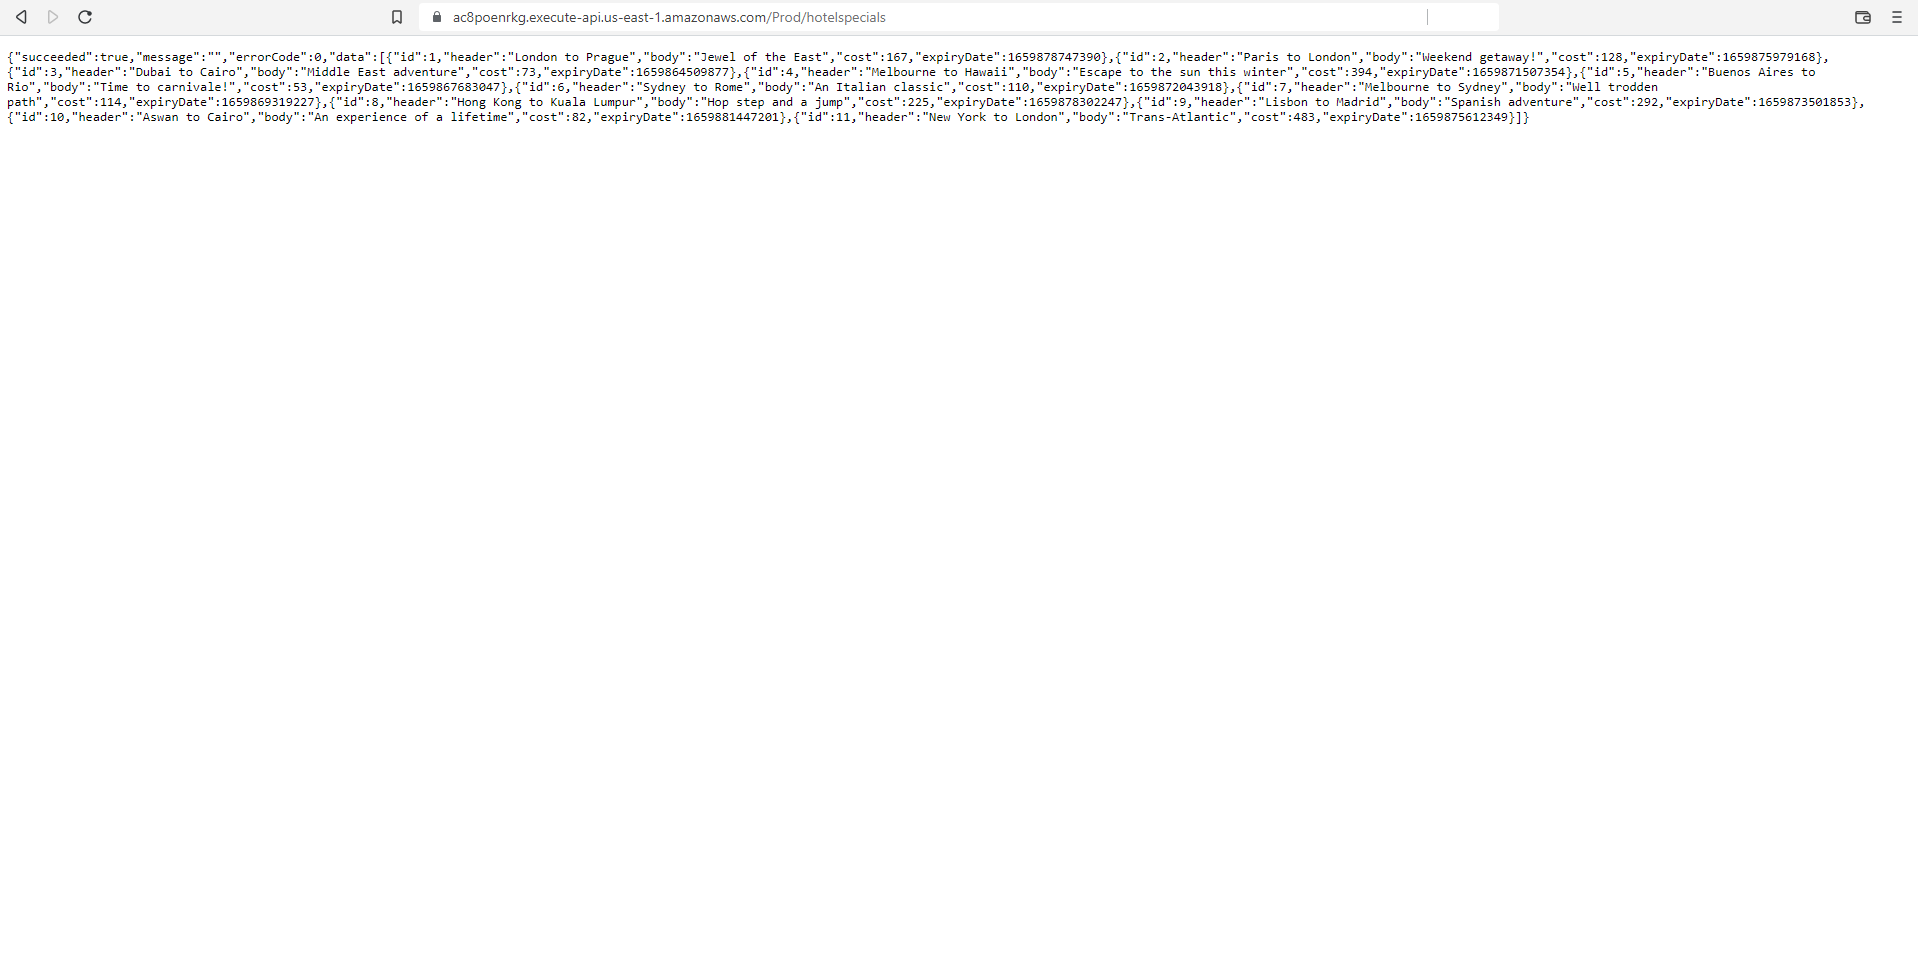 ac8poenrkg.execute-api.us-east-1.amazonaws.com/Prod/hotelspecials
{"succeeded":true,"message":"","errorCode":0,"data":[{"id":1,"header":"London to Prague","body":"Jewel of the East","cost":167,"expiryDate":1659878747390},{"id":2,"header":"Paris to London","body":"Weekend getaway!","cost":128,"expiryDate":1659875979168},
{"id":3,"header":"Dubai to Cairo","body":"Middle East adventure","cost":73,"expiryDate":1659864509877},{"id":4,"header":"Melbourne to Hawaii","body":"Escape to the sun this winter","cost":394,"expiryDate":1659871507354},{"id":5,"header":"Buenos Aires to
Rio","body":"Time to carnivale!","cost":53,"expiryDate":1659867683047},{"id":6,"header":"Sydney to Rome","body":"An Italian classic","cost":110,"expiryDate":1659872043918},{"id":7,"header":"Melbourne to Sydney","body":"Well trodden
path","cost":114,"expiryDate":1659869319227},{"id":8,"header":"Hong Kong to Kuala Lumpur","body":"Hop step and a jump","cost":225,"expiryDate":1659878302247},{"id":9,"header":"Lisbon to Madrid","body":"Spanish adventure","cost":292,"expiryDate":1659873501853},
{"id":10,"header":"Aswan to Cairo","body":"An experience of a lifetime","cost":82,"expiryDate":1659881447201},{"id":11,"header":"New York to London","body":"Trans-Atlantic","cost":483,"expiryDate":1659875612349}]}